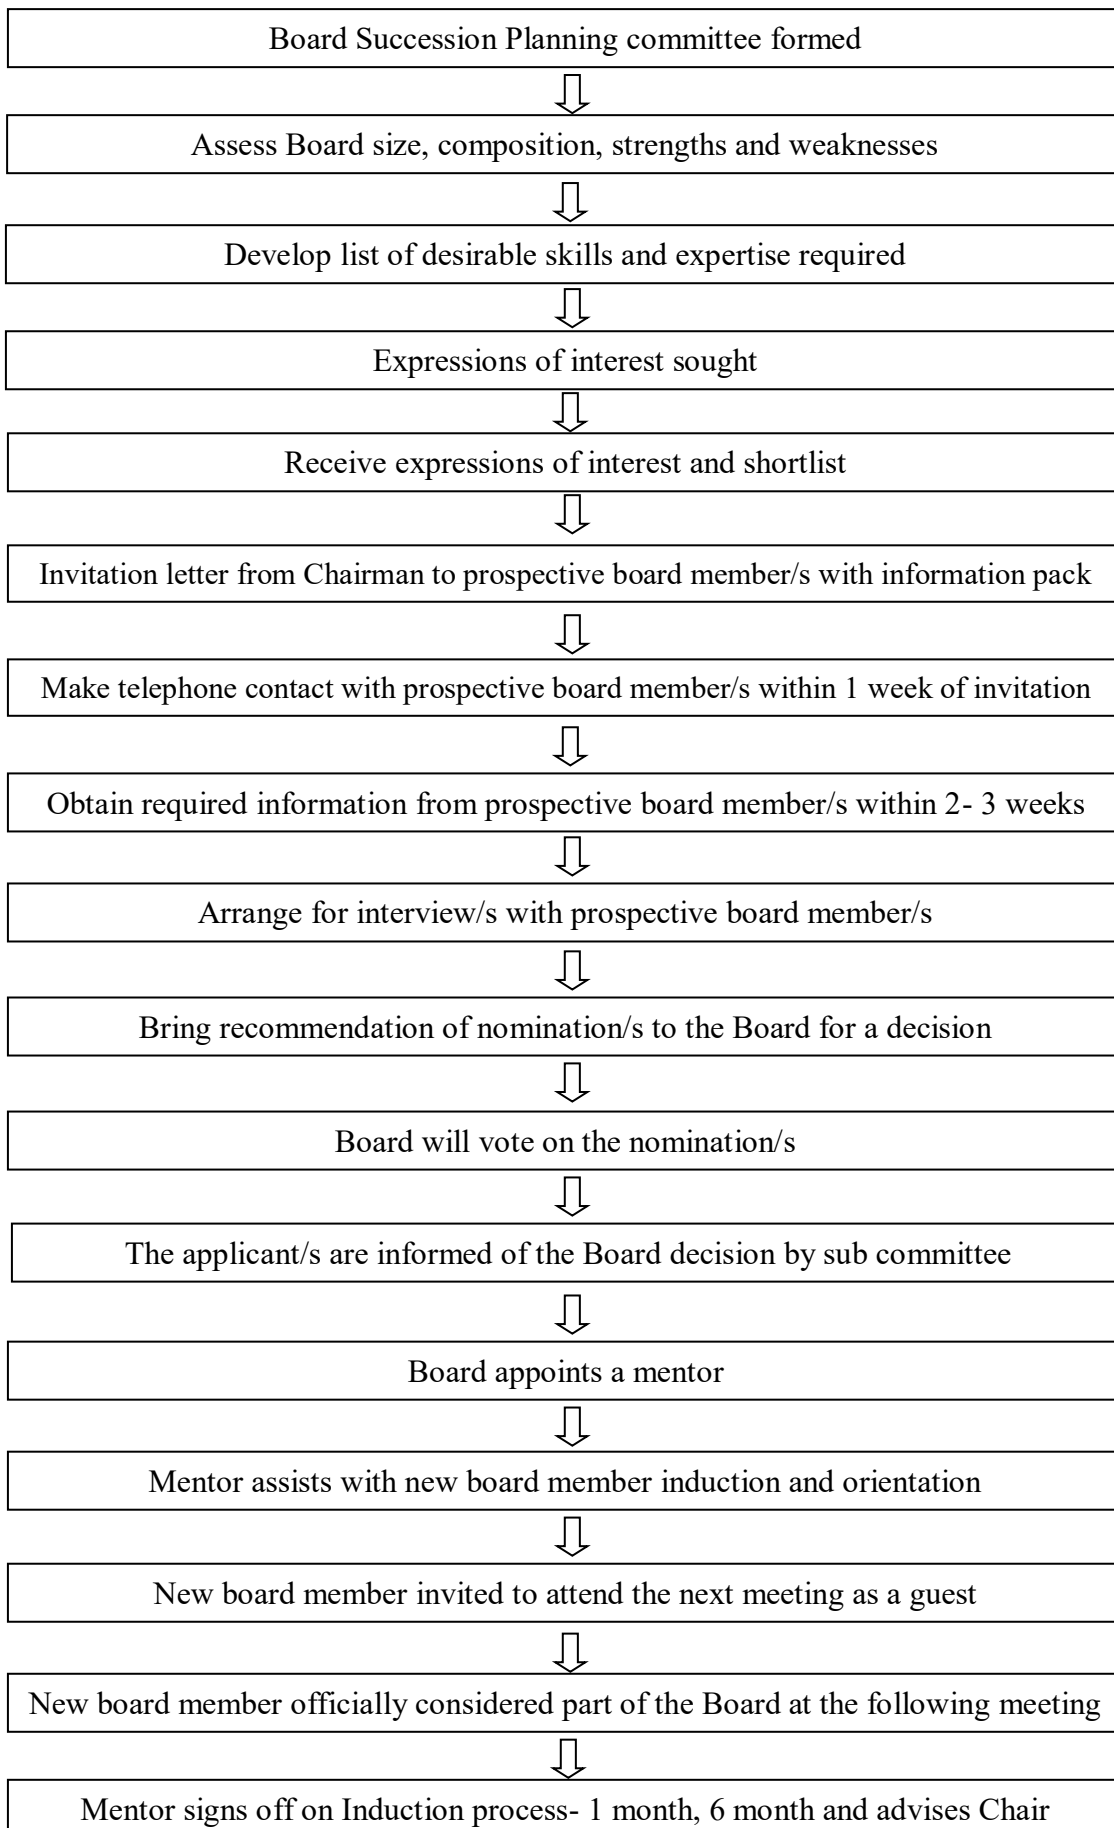 Board Succession Planning committee formed
Assess Board size, composition, strengths and weaknesses
Develop list of desirable skills and expertise required
Expressions of interest sought
Receive expressions of interest and shortlist
Invitation letter from Chairman to prospective board member/s with information pack
Make telephone contact with prospective board member/s within 1 week of invitation
Obtain required information from prospective board member/s within 2- 3 weeks
Arrange for interview/s with prospective board member/s
Bring recommendation of nomination/s to the Board for a decision
Board will vote on the nomination/s
The applicant/s are informed of the Board decision by sub committee
Board appoints a mentor
Mentor assists with new board member induction and orientation
New board member invited to attend the next meeting as a guest
New board member officially considered part of the Board at the following meeting
Mentor signs off on Induction process- 1 month, 6 month and advises Chair